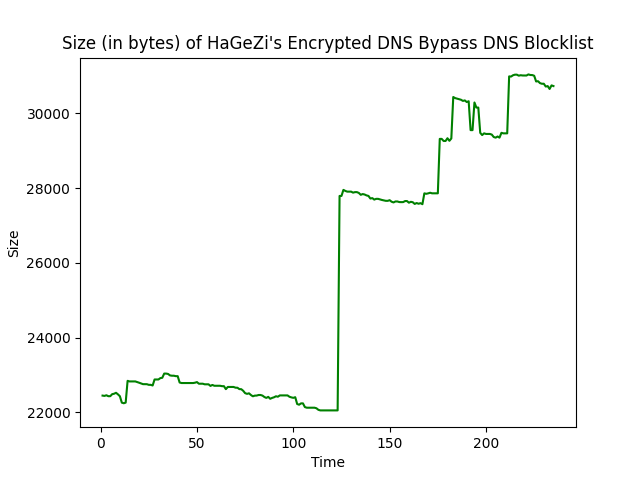 Size (in bytes) of HaGeZi's Encrypted DNS Bypass DNS Blocklist
30000
28000
26000
24000
22000
Size
0 50 100 150 200
Time